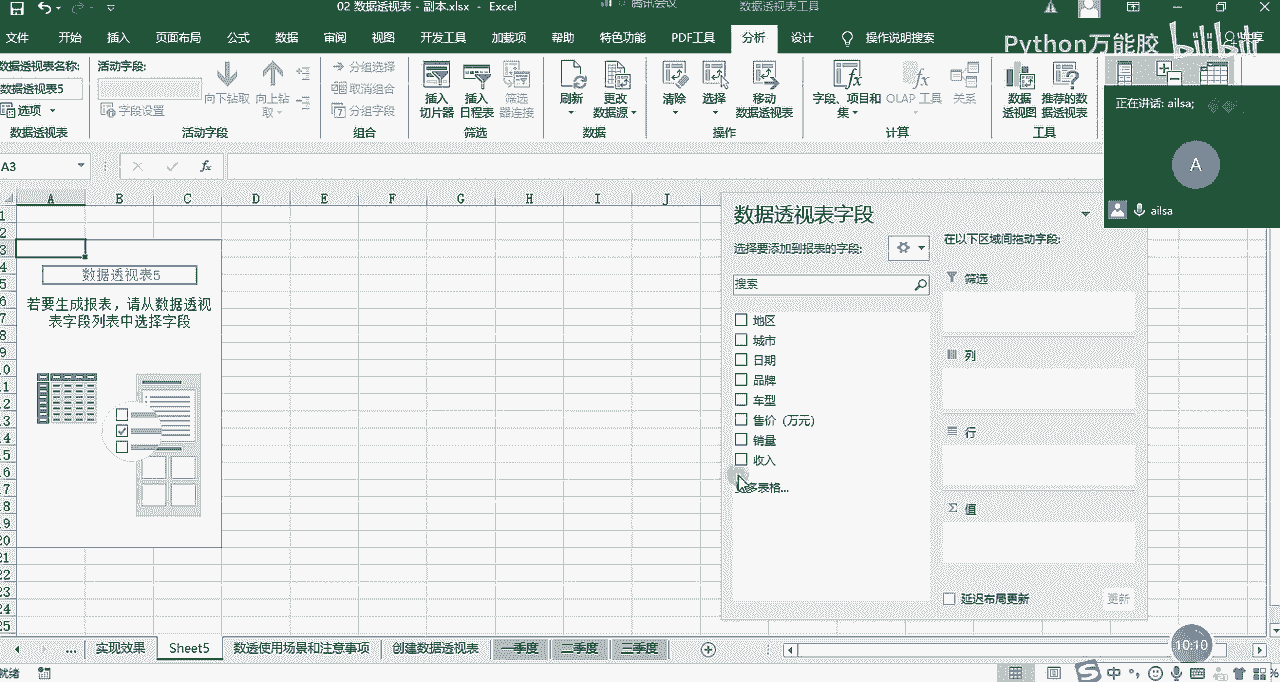 02 数据透视表 - 副本.xlsx - Excel
腾讯会议
数据透视表工具
文件 开始 插入 页面布局 公式 数据 审阅 视图 开发工具 加载项 帮助 特色功能 PDF工具 分析 设计 操作说明搜索
Python万能胶 bilibili
数据透视表名称:
数据透视表5
选项
数据透视表
活动字段:
字段设置
向下钻取 向上钻取
活动字段
分组选择
取消组合
分组字段
组合
插入切片器
插入日程表
筛选器连接
筛选
刷新
更改数据源
数据
清除
选择
移动数据透视表
操作
字段、项目和集
OLAP 工具
关系
计算
数据透视图
推荐的数据透视表
工具
正在讲话: ailsa;
A
ailsa
A3
fx
A B C D E F G H I J
1
2
3
4
5
6
7
8
9
10
11
12
13
14
15
16
17
18
19
20
21
22
23
24
25
数据透视表5
若要生成报表，请从数据透视
表字段列表中选择字段
数据透视表字段
选择要添加到报表的字段:
搜索
地区
城市
日期
品牌
车型
售价（万元）
销量
收入
多表格...
在以下区域间拖动字段:
筛选
列
行
Σ 值
延迟布局更新
更新
... 实现效果 Sheet5 数透使用场景和注意事项 创建数据透视表 一季度 二季度 三季度
10:10
就绪
中